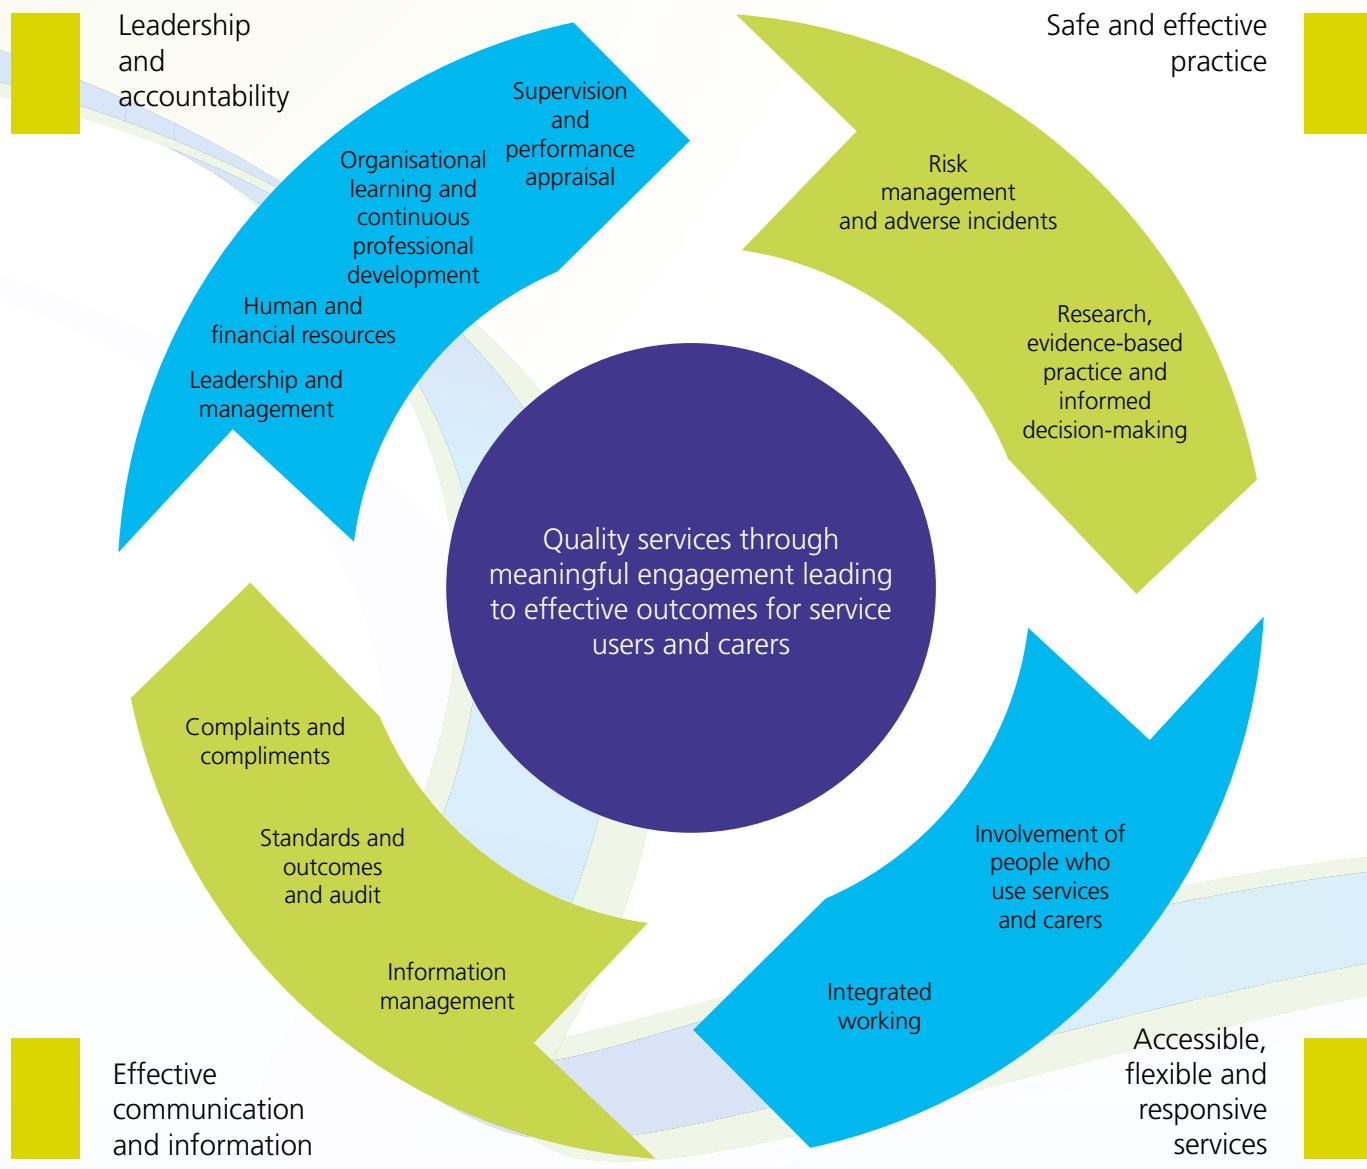 Leadership
and
accountability
Safe and effective
practice
Supervision
and
performance
appraisal
Organisational
learning and
continuous
professional
development
Human and
financial resources
Leadership and
management
Risk
management
and adverse incidents
Research,
evidence-based
practice and
informed
decision-making
Quality services through
meaningful engagement leading
to effective outcomes for service
users and carers
Complaints and
compliments
Standards and
outcomes
and audit
Information
management
Involvement of
people who
use services
and carers
Integrated
working
Effective
communication
and information
Accessible,
flexible and
responsive
services